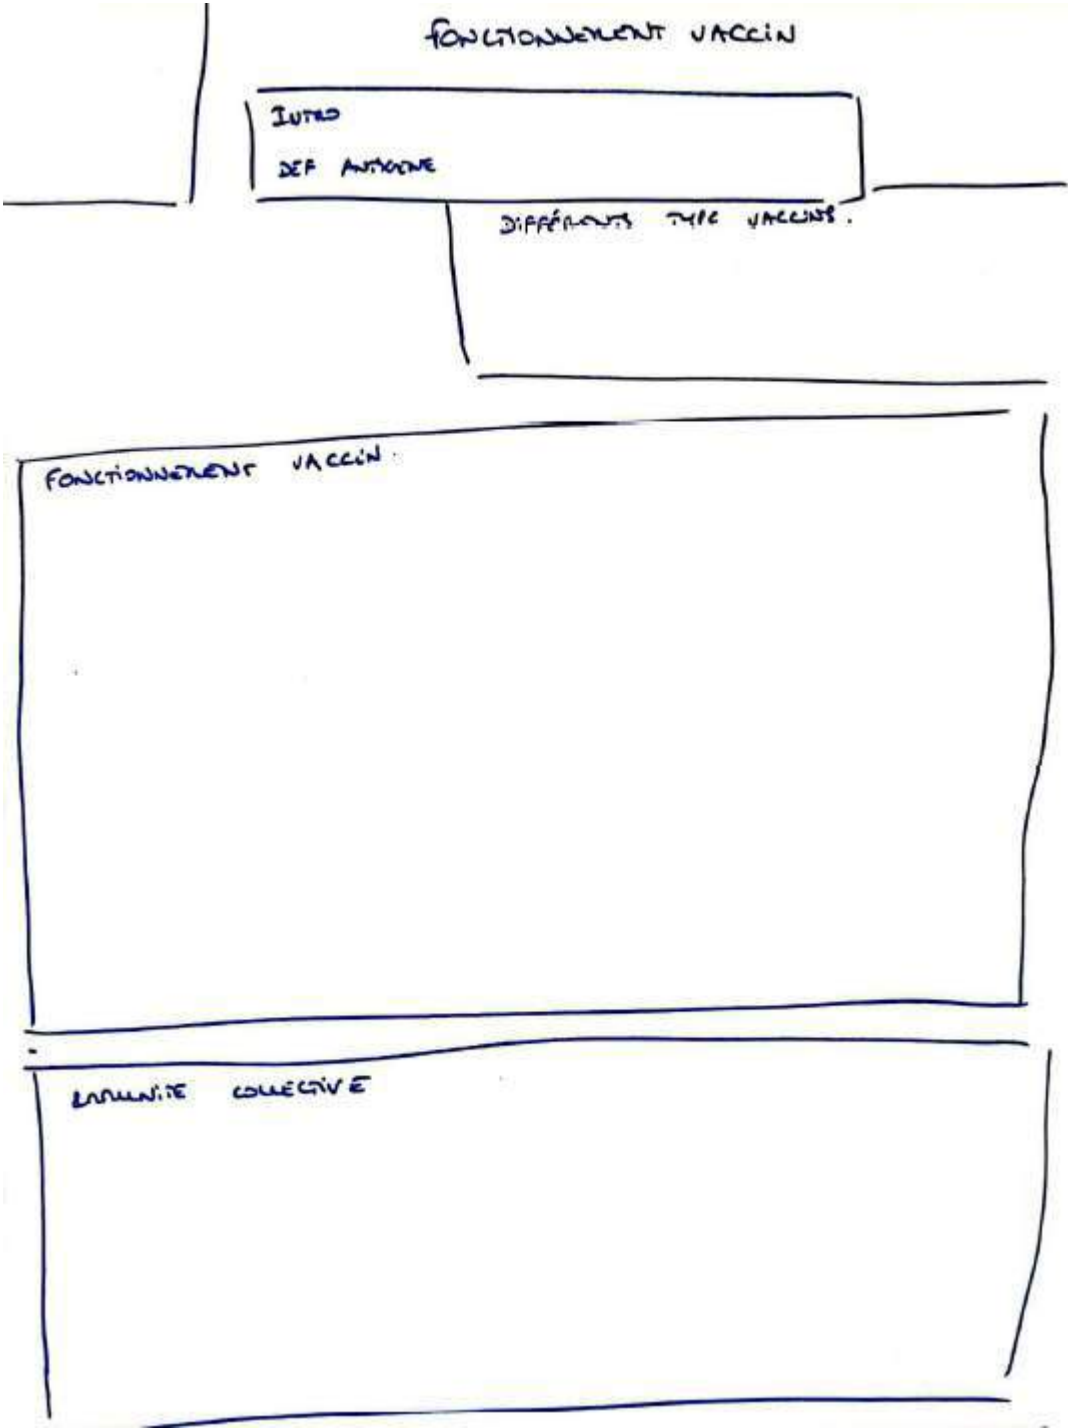 FONCTIONNEMENT VACCIN
INTRO
DEF ANTIGENE
DIFFÉRENTS TYPE VACCINS.
FONCTIONNEMENT VACCIN.
IMMUNITE COLLECTIVE